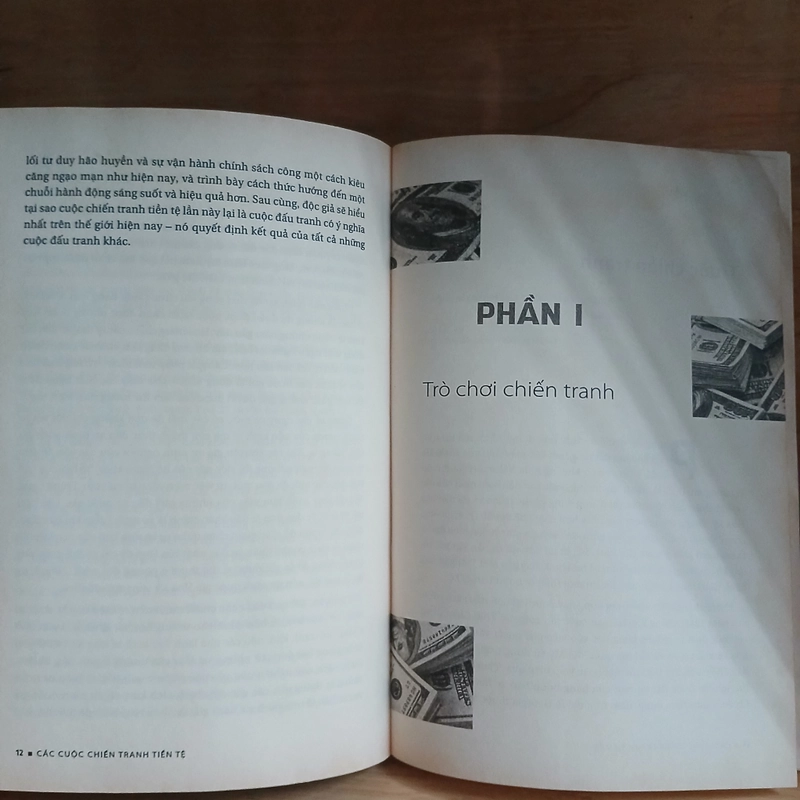 lối tư duy hão huyền và sự vận hành chính sách công một cách kiêu
căng ngạo mạn như hiện nay, và trình bày cách thức hướng đến một
chuỗi hành động sáng suốt và hiệu quả hơn. Sau cùng, độc giả sẽ hiểu
tại sao cuộc chiến tranh tiền tệ lần này lại là cuộc đấu tranh có ý nghĩa
nhất trên thế giới hiện nay – nó quyết định kết quả của tất cả những
cuộc đấu tranh khác.
12 ■ CÁC CUỘC CHIẾN TRANH TIỀN TỆ
PHẦN I
Trò chơi chiến tranh